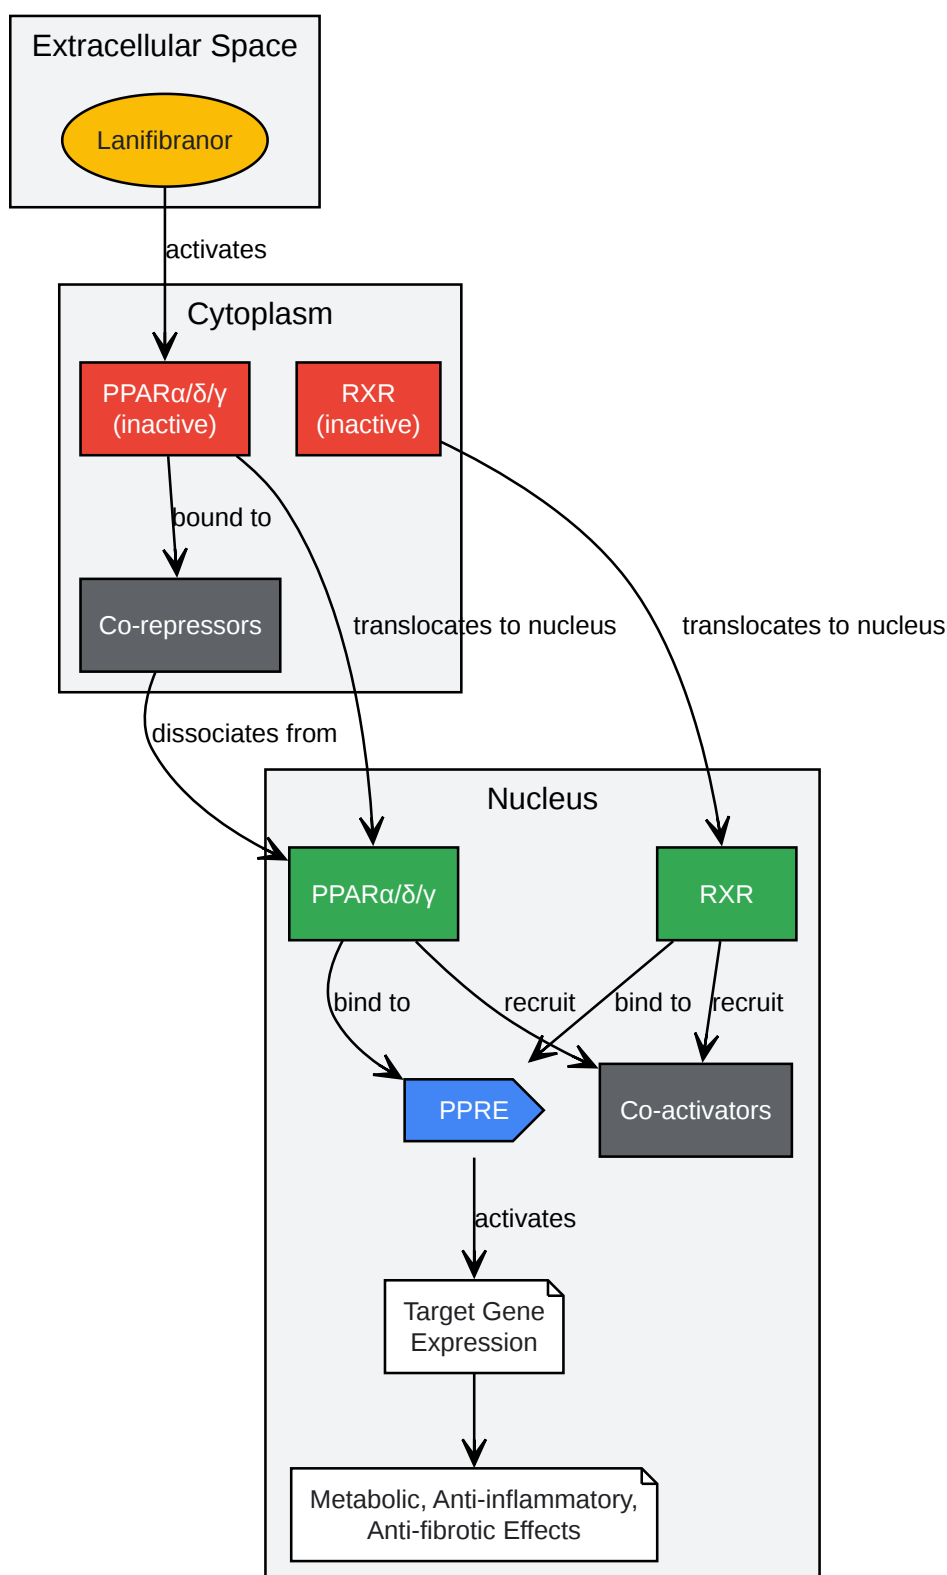 Extracellular Space
Lanifibranor
activates
Cytoplasm
PPARα/δ/γ
(inactive)
RXR
(inactive)
bound to
Co-repressors
translocates to nucleus
translocates to nucleus
dissociates from
Nucleus
PPARα/δ/γ
RXR
bind to
recruit
bind to
recruit
PPRE
Co-activators
activates
Target Gene
Expression
Metabolic, Anti-inflammatory,
Anti-fibrotic Effects